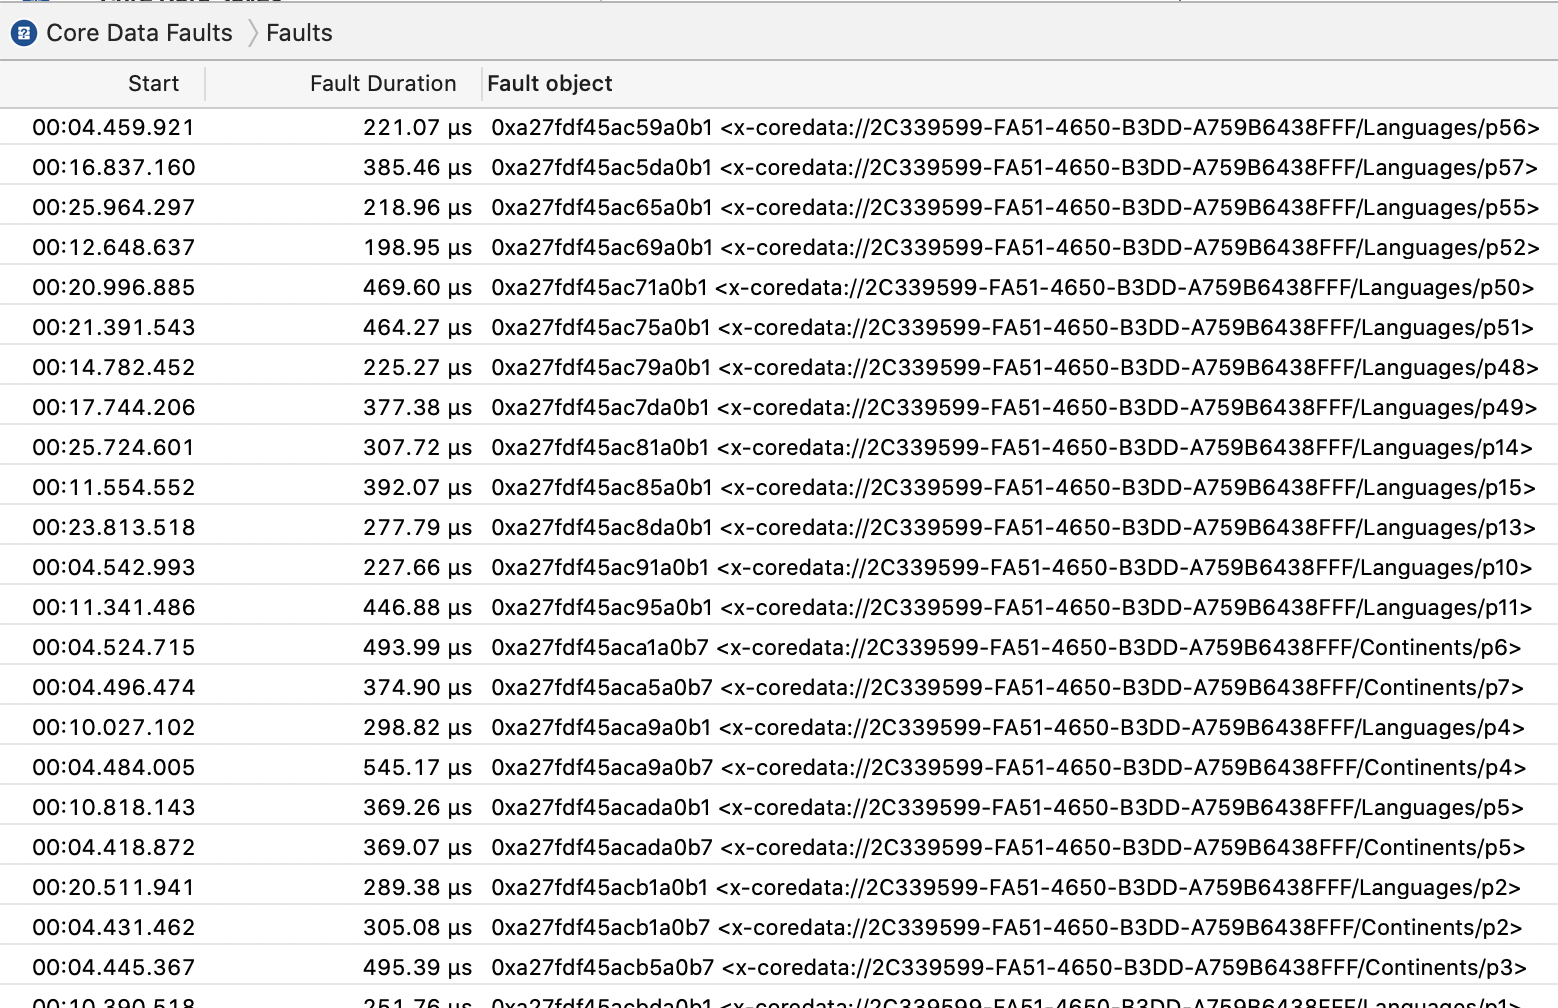 Core Data Faults Faults
Start Fault Duration Fault object
00:04.459.921 221.07 µs 0xa27fdf45ac59a0b1 <x-coredata://2C339599-FA51-4650-B3DD-A759B6438FFF/Languages/p56>
00:16.837.160 385.46 µs 0xa27fdf45ac5da0b1 <x-coredata://2C339599-FA51-4650-B3DD-A759B6438FFF/Languages/p57>
00:25.964.297 218.96 µs 0xa27fdf45ac65a0b1 <x-coredata://2C339599-FA51-4650-B3DD-A759B6438FFF/Languages/p55>
00:12.648.637 198.95 µs 0xa27fdf45ac69a0b1 <x-coredata://2C339599-FA51-4650-B3DD-A759B6438FFF/Languages/p52>
00:20.996.885 469.60 µs 0xa27fdf45ac71a0b1 <x-coredata://2C339599-FA51-4650-B3DD-A759B6438FFF/Languages/p50>
00:21.391.543 464.27 µs 0xa27fdf45ac75a0b1 <x-coredata://2C339599-FA51-4650-B3DD-A759B6438FFF/Languages/p51>
00:14.782.452 225.27 µs 0xa27fdf45ac79a0b1 <x-coredata://2C339599-FA51-4650-B3DD-A759B6438FFF/Languages/p48>
00:17.744.206 377.38 µs 0xa27fdf45ac7da0b1 <x-coredata://2C339599-FA51-4650-B3DD-A759B6438FFF/Languages/p49>
00:25.724.601 307.72 µs 0xa27fdf45ac81a0b1 <x-coredata://2C339599-FA51-4650-B3DD-A759B6438FFF/Languages/p14>
00:11.554.552 392.07 µs 0xa27fdf45ac85a0b1 <x-coredata://2C339599-FA51-4650-B3DD-A759B6438FFF/Languages/p15>
00:23.813.518 277.79 µs 0xa27fdf45ac8da0b1 <x-coredata://2C339599-FA51-4650-B3DD-A759B6438FFF/Languages/p13>
00:04.542.993 227.66 µs 0xa27fdf45ac91a0b1 <x-coredata://2C339599-FA51-4650-B3DD-A759B6438FFF/Languages/p10>
00:11.341.486 446.88 µs 0xa27fdf45ac95a0b1 <x-coredata://2C339599-FA51-4650-B3DD-A759B6438FFF/Languages/p11>
00:04.524.715 493.99 µs 0xa27fdf45aca1a0b7 <x-coredata://2C339599-FA51-4650-B3DD-A759B6438FFF/Continents/p6>
00:04.496.474 374.90 µs 0xa27fdf45aca5a0b7 <x-coredata://2C339599-FA51-4650-B3DD-A759B6438FFF/Continents/p7>
00:10.027.102 298.82 µs 0xa27fdf45aca9a0b1 <x-coredata://2C339599-FA51-4650-B3DD-A759B6438FFF/Languages/p4>
00:04.484.005 545.17 µs 0xa27fdf45aca9a0b7 <x-coredata://2C339599-FA51-4650-B3DD-A759B6438FFF/Continents/p4>
00:10.818.143 369.26 µs 0xa27fdf45acada0b1 <x-coredata://2C339599-FA51-4650-B3DD-A759B6438FFF/Languages/p5>
00:04.418.872 369.07 µs 0xa27fdf45acada0b7 <x-coredata://2C339599-FA51-4650-B3DD-A759B6438FFF/Continents/p5>
00:20.511.941 289.38 µs 0xa27fdf45acb1a0b1 <x-coredata://2C339599-FA51-4650-B3DD-A759B6438FFF/Languages/p2>
00:04.431.462 305.08 µs 0xa27fdf45acb1a0b7 <x-coredata://2C339599-FA51-4650-B3DD-A759B6438FFF/Continents/p2>
00:04.445.367 495.39 µs 0xa27fdf45acb5a0b7 <x-coredata://2C339599-FA51-4650-B3DD-A759B6438FFF/Continents/p3>